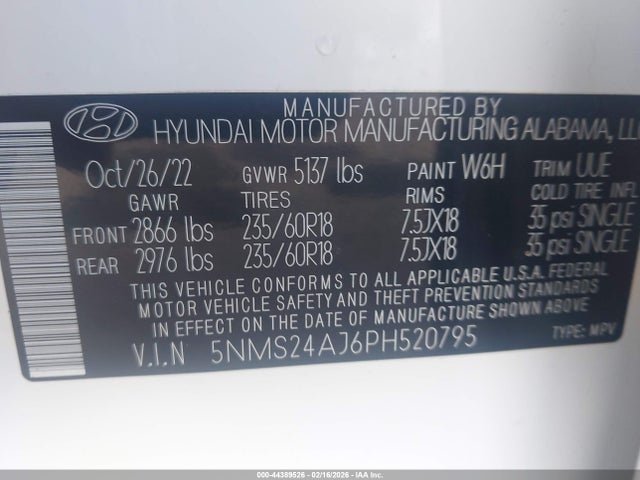 MANUFACTURED BY
HYUNDAI MOTOR MANUFACTURING ALABAMA,
Oct/26/22 GVWR 5137 lbs PAINT W6H TRIM UUE
GAWR TIRES RIMS COLD TIRE INFL
FRONT 2866 lbs 235/60R18 7.5JX18 35 psi SINGLE
REAR 2976 lbs 235/60R18 7.5JX18 35 psi SINGLE
THIS VEHICLE CONFORMS TO ALL APPLICABLE U.S.A. FEDERAL
MOTOR VEHICLE SAFETY AND THEFT PREVENTION STANDARDS
IN EFFECT ON THE DATE OF MANUFACTURE SHOWN ABOVE
V.I.N 5NMS24AJ6PH520795 TYPE: MPV
000-44389526 - 02/16/2026 - IAA Inc.